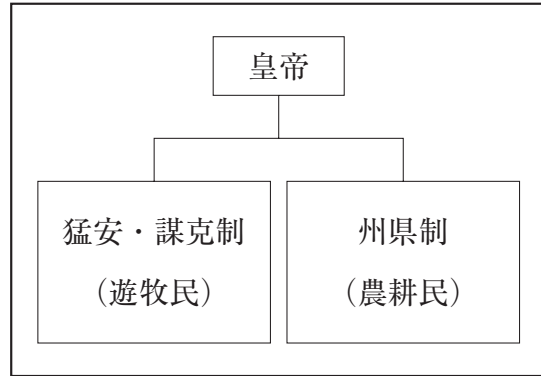 皇帝
猛安・謀克制
（遊牧民）
州県制
（農耕民）